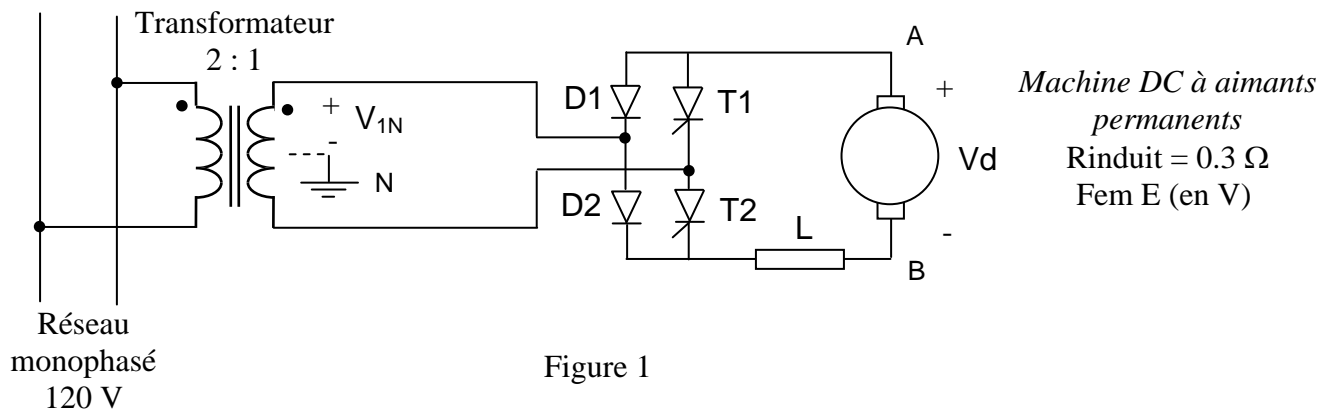 Transformateur
2 : 1
+
V1N
-
N
D1
T1
D2
T2
L
A
+
Vd
-
B
Machine DC à aimants
permanents
Rinduit = 0.3 Ω
Fem E (en V)
Réseau
monophasé
120 V
Figure 1